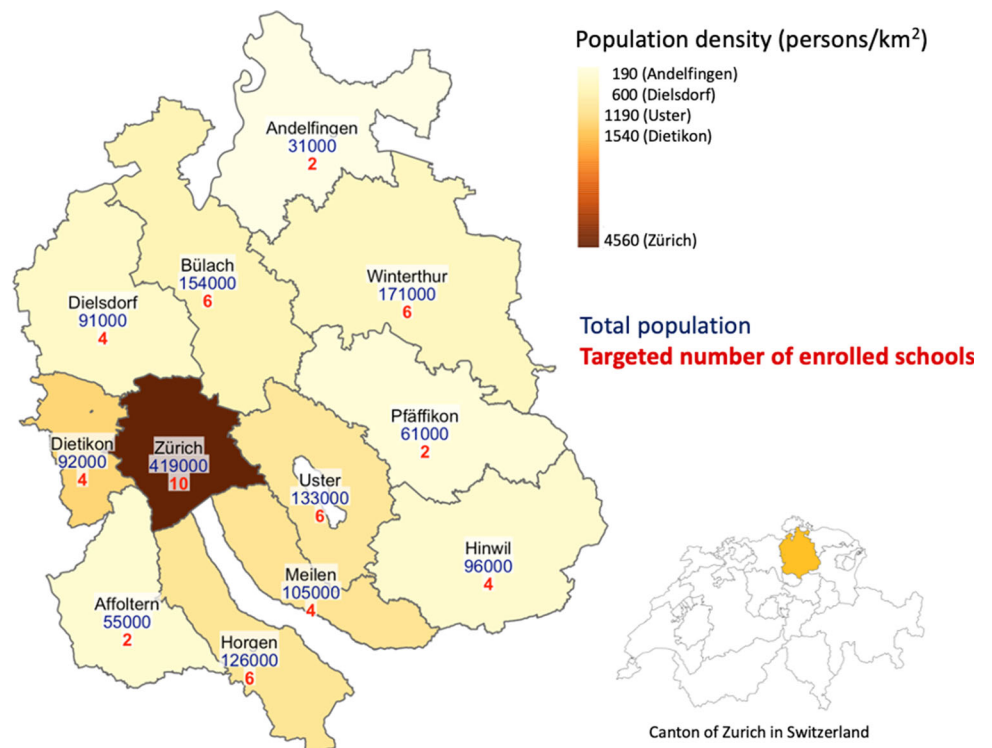 Population density (persons/km²)
190 (Andelfingen)
600 (Dielsdorf)
1190 (Uster)
1540 (Dietikon)
4560 (Zürich)
Total population
Targeted number of enrolled schools
Andelfingen
31000
2
Bülach
154000
6
Winterthur
171000
6
Dielsdorf
91000
4
Pfäffikon
61000
2
Dietikon
92000
4
Zürich
419000
10
Uster
133000
6
Hinwil
96000
4
Meilen
105000
4
Affoltern
55000
2
Horgen
126000
6
Canton of Zurich in Switzerland